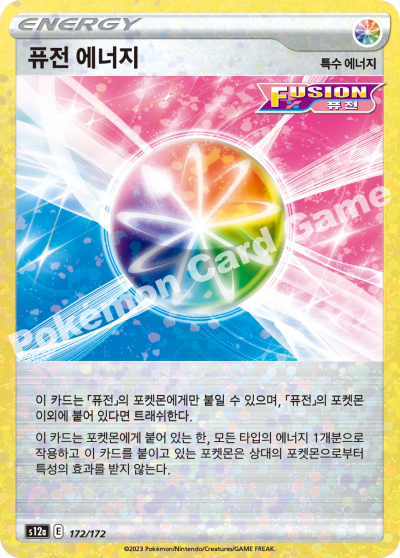 ENERGY
퓨전 에너지
특수 에너지
FUSION
퓨전
Pokémon Card Game
이 카드는 「퓨전」의 포켓몬에게만 붙일 수 있으며, 「퓨전」의 포켓몬
이외에 붙어 있다면 트래쉬한다.
이 카드는 포켓몬에게 붙어 있는 한, 모든 타입의 에너지 1개분으로
작용하고 이 카드를 붙이고 있는 포켓몬은 상대의 포켓몬으로부터
특성의 효과를 받지 않는다.
s12a E 172/172
©2023 Pokémon/Nintendo/Creatures/GAME FREAK.